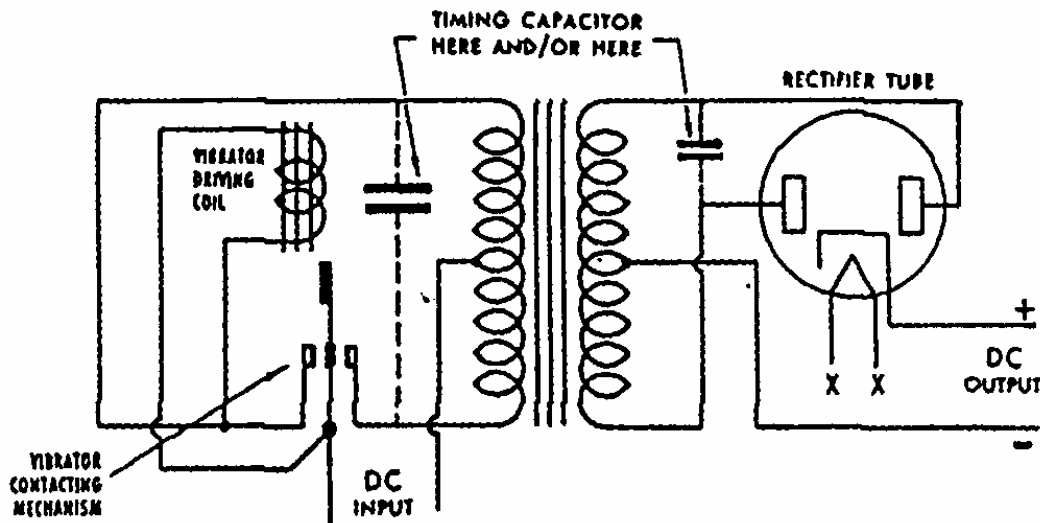 TIMING CAPACITOR
HERE AND/OR HERE
RECTIFIER TUBE
VIBRATOR
DRIVING
COIL
+
DC
OUTPUT
X X
-
VIBRATOR
CONTACTING
MECHANISM
DC
INPUT